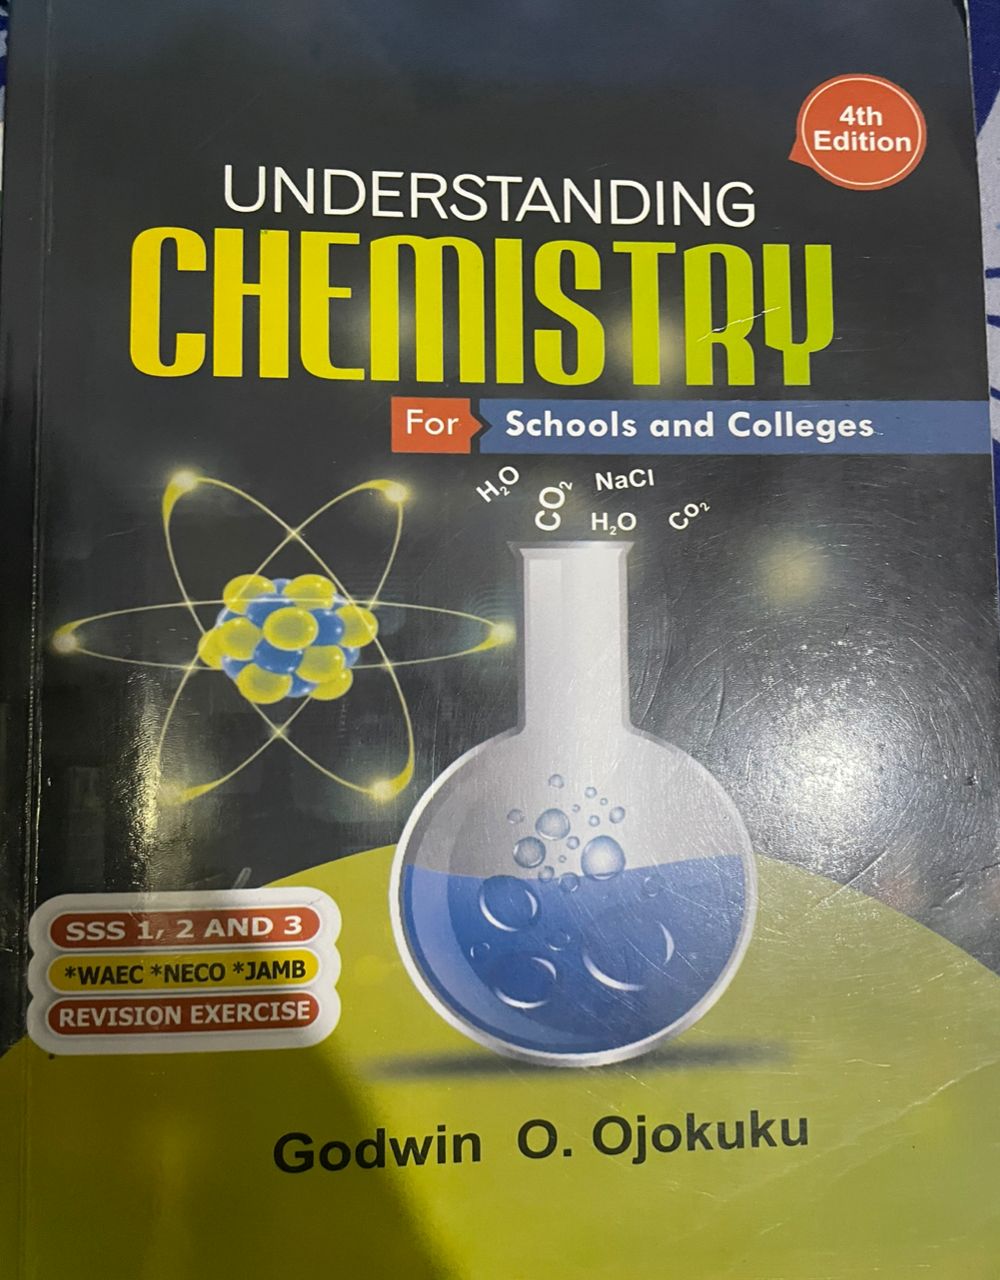 4th
Edition
UNDERSTANDING
CHEMISTRY
For Schools and Colleges
H₂O
CO₂
NaCl
H₂O
CO₂
SSS 1, 2 AND 3
*WAEC *NECO *JAMB
REVISION EXERCISE
Godwin O. Ojokuku